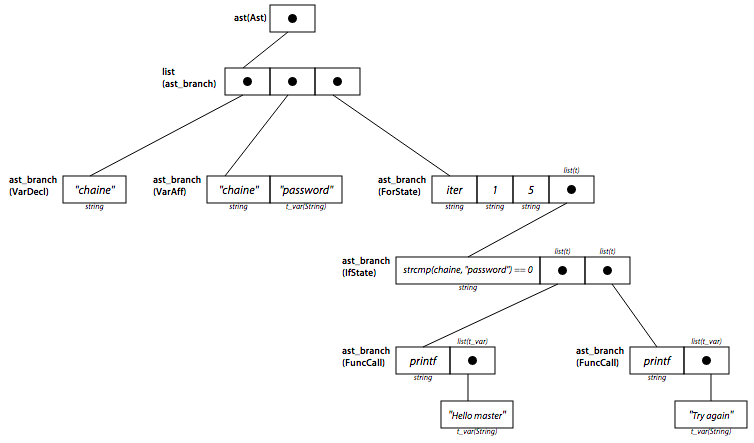 ast(Ast)
list
(ast_branch)
ast_branch
(VarDecl)
"chaine"
string
ast_branch
(VarAff)
"chaine"
"password"
string
t_var(String)
ast_branch
(ForState)
list(t)
iter
1
5
string
string
string
ast_branch
(IfState)
list(t)
list(t)
strcmp(chaine, "password") == 0
string
ast_branch
(FuncCall)
list(t_var)
printf
string
"Hello master"
t_var(String)
ast_branch
(FuncCall)
list(t_var)
printf
string
"Try again"
t_var(String)